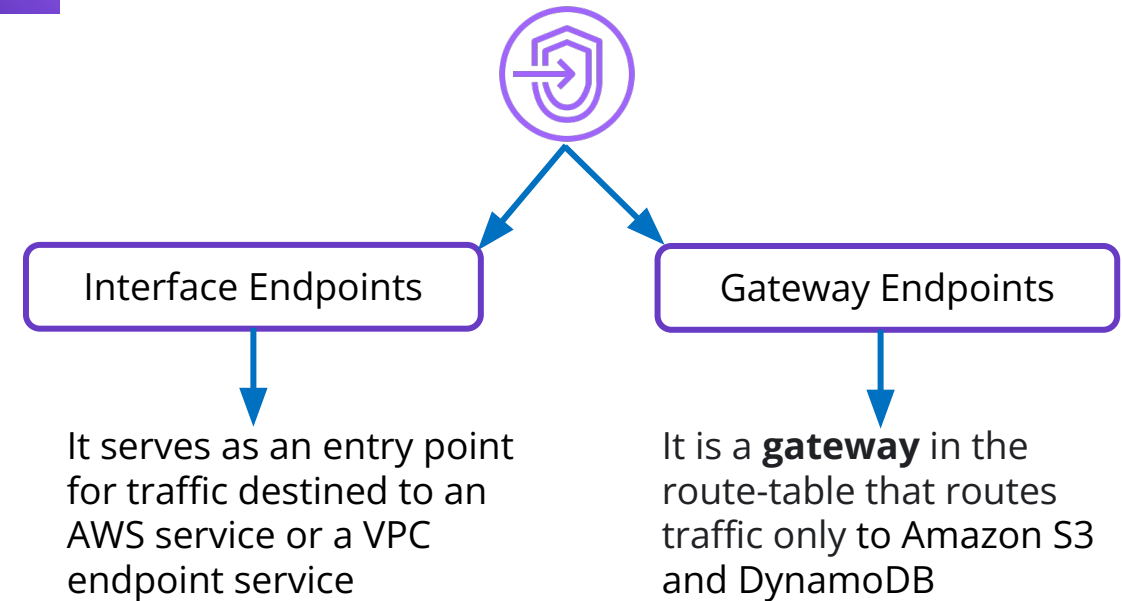 Interface Endpoints
Gateway Endpoints
It serves as an entry point
for traffic destined to an
AWS service or a VPC
endpoint service
It is a gateway in the
route-table that routes
traffic only to Amazon S3
and DynamoDB